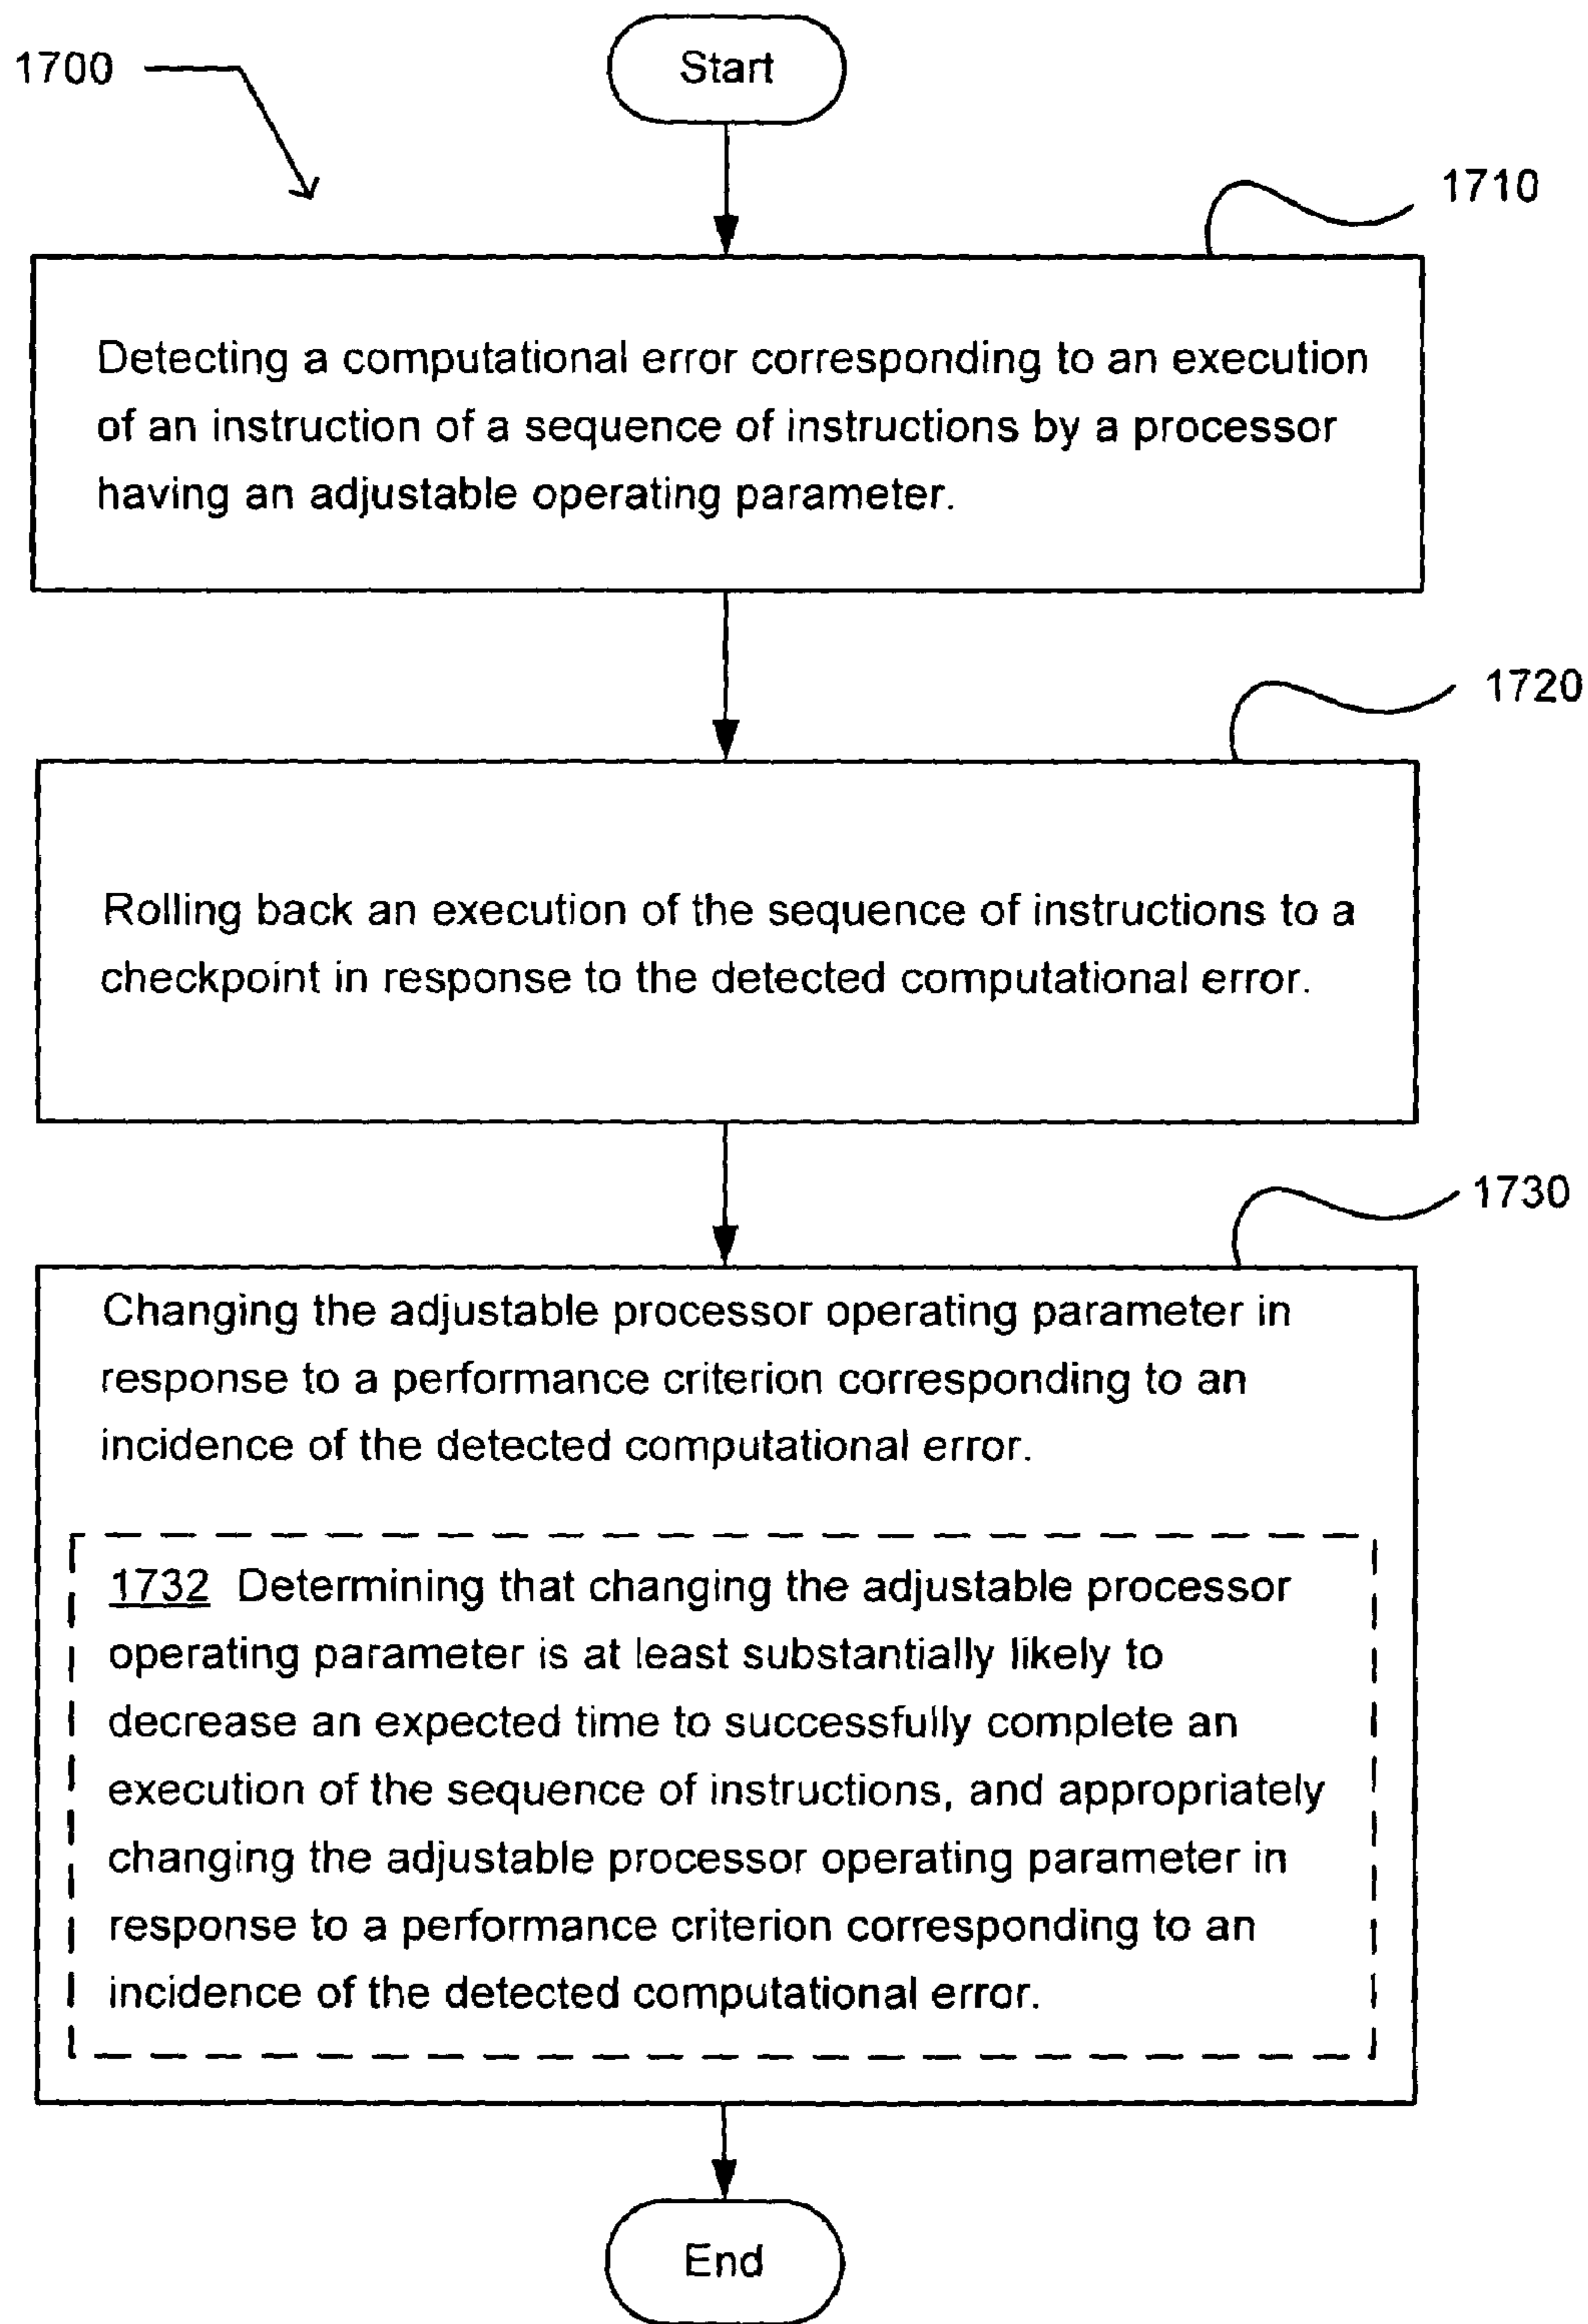 1700
Start
1710
Detecting a computational error corresponding to an execution
of an instruction of a sequence of instructions by a processor
having an adjustable operating parameter.
1720
Rolling back an execution of the sequence of instructions to a
checkpoint in response to the detected computational error.
1730
Changing the adjustable processor operating parameter in
response to a performance criterion corresponding to an
incidence of the detected computational error.
1732 Determining that changing the adjustable processor
operating parameter is at least substantially likely to
decrease an expected time to successfully complete an
execution of the sequence of instructions, and appropriately
changing the adjustable processor operating parameter in
response to a performance criterion corresponding to an
incidence of the detected computational error.
End